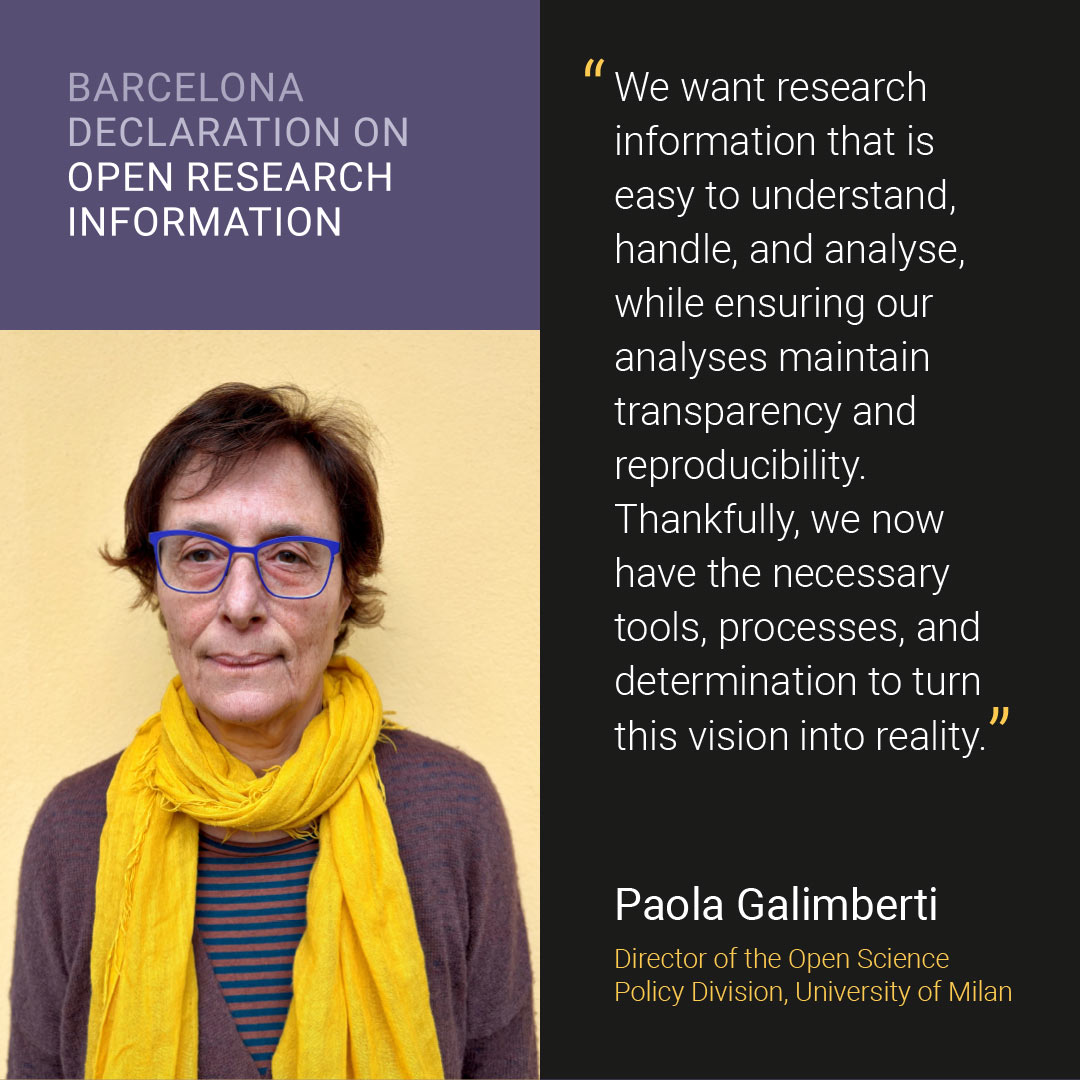 BARCELONA
DECLARATION ON
OPEN RESEARCH
INFORMATION
“We want research
information that is
easy to understand,
handle, and analyse,
while ensuring our
analyses maintain
transparency and
reproducibility.
Thankfully, we now
have the necessary
tools, processes, and
determination to turn
this vision into reality.”
Paola Galimberti
Director of the Open Science
Policy Division, University of Milan